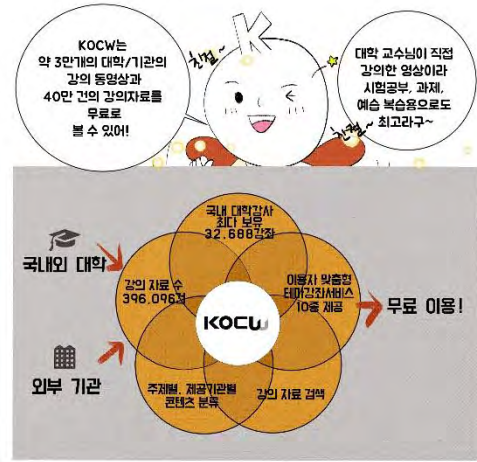 KOCW는
약 3만개의 대학/기관의
강의 동영상과
40만 건의 강의자료를
무료로
볼 수 있어!
친절~
K
대학 교수님이 직접
강의한 영상이라
시험공부, 과제,
예습 복습용으로도
최고라구~
친절~
국내 대학강사
최다 보유
32,688강좌
국내외 대학
강의 자료 수
396,096건
이용자 맞춤형
테마강좌서비스
10종 제공
무료 이용!
KOCW
외부 기관
주제별, 제공기관별
콘텐츠 분류
강의 자료 검색